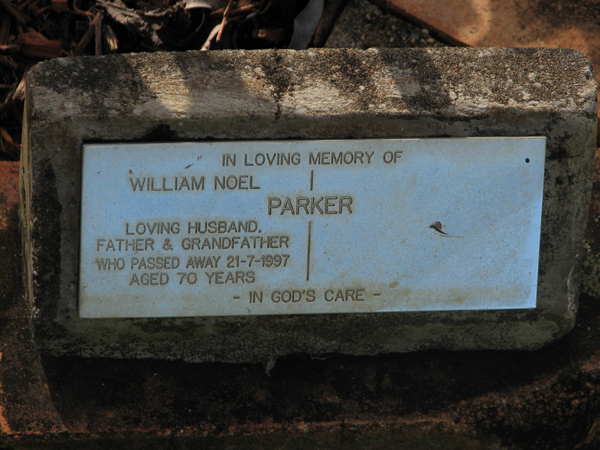 IN LOVING MEMORY OF
WILLIAM NOEL
PARKER
LOVING HUSBAND,
FATHER & GRANDFATHER
WHO PASSED AWAY 21-7-1997
AGED 70 YEARS
- IN GOD'S CARE -